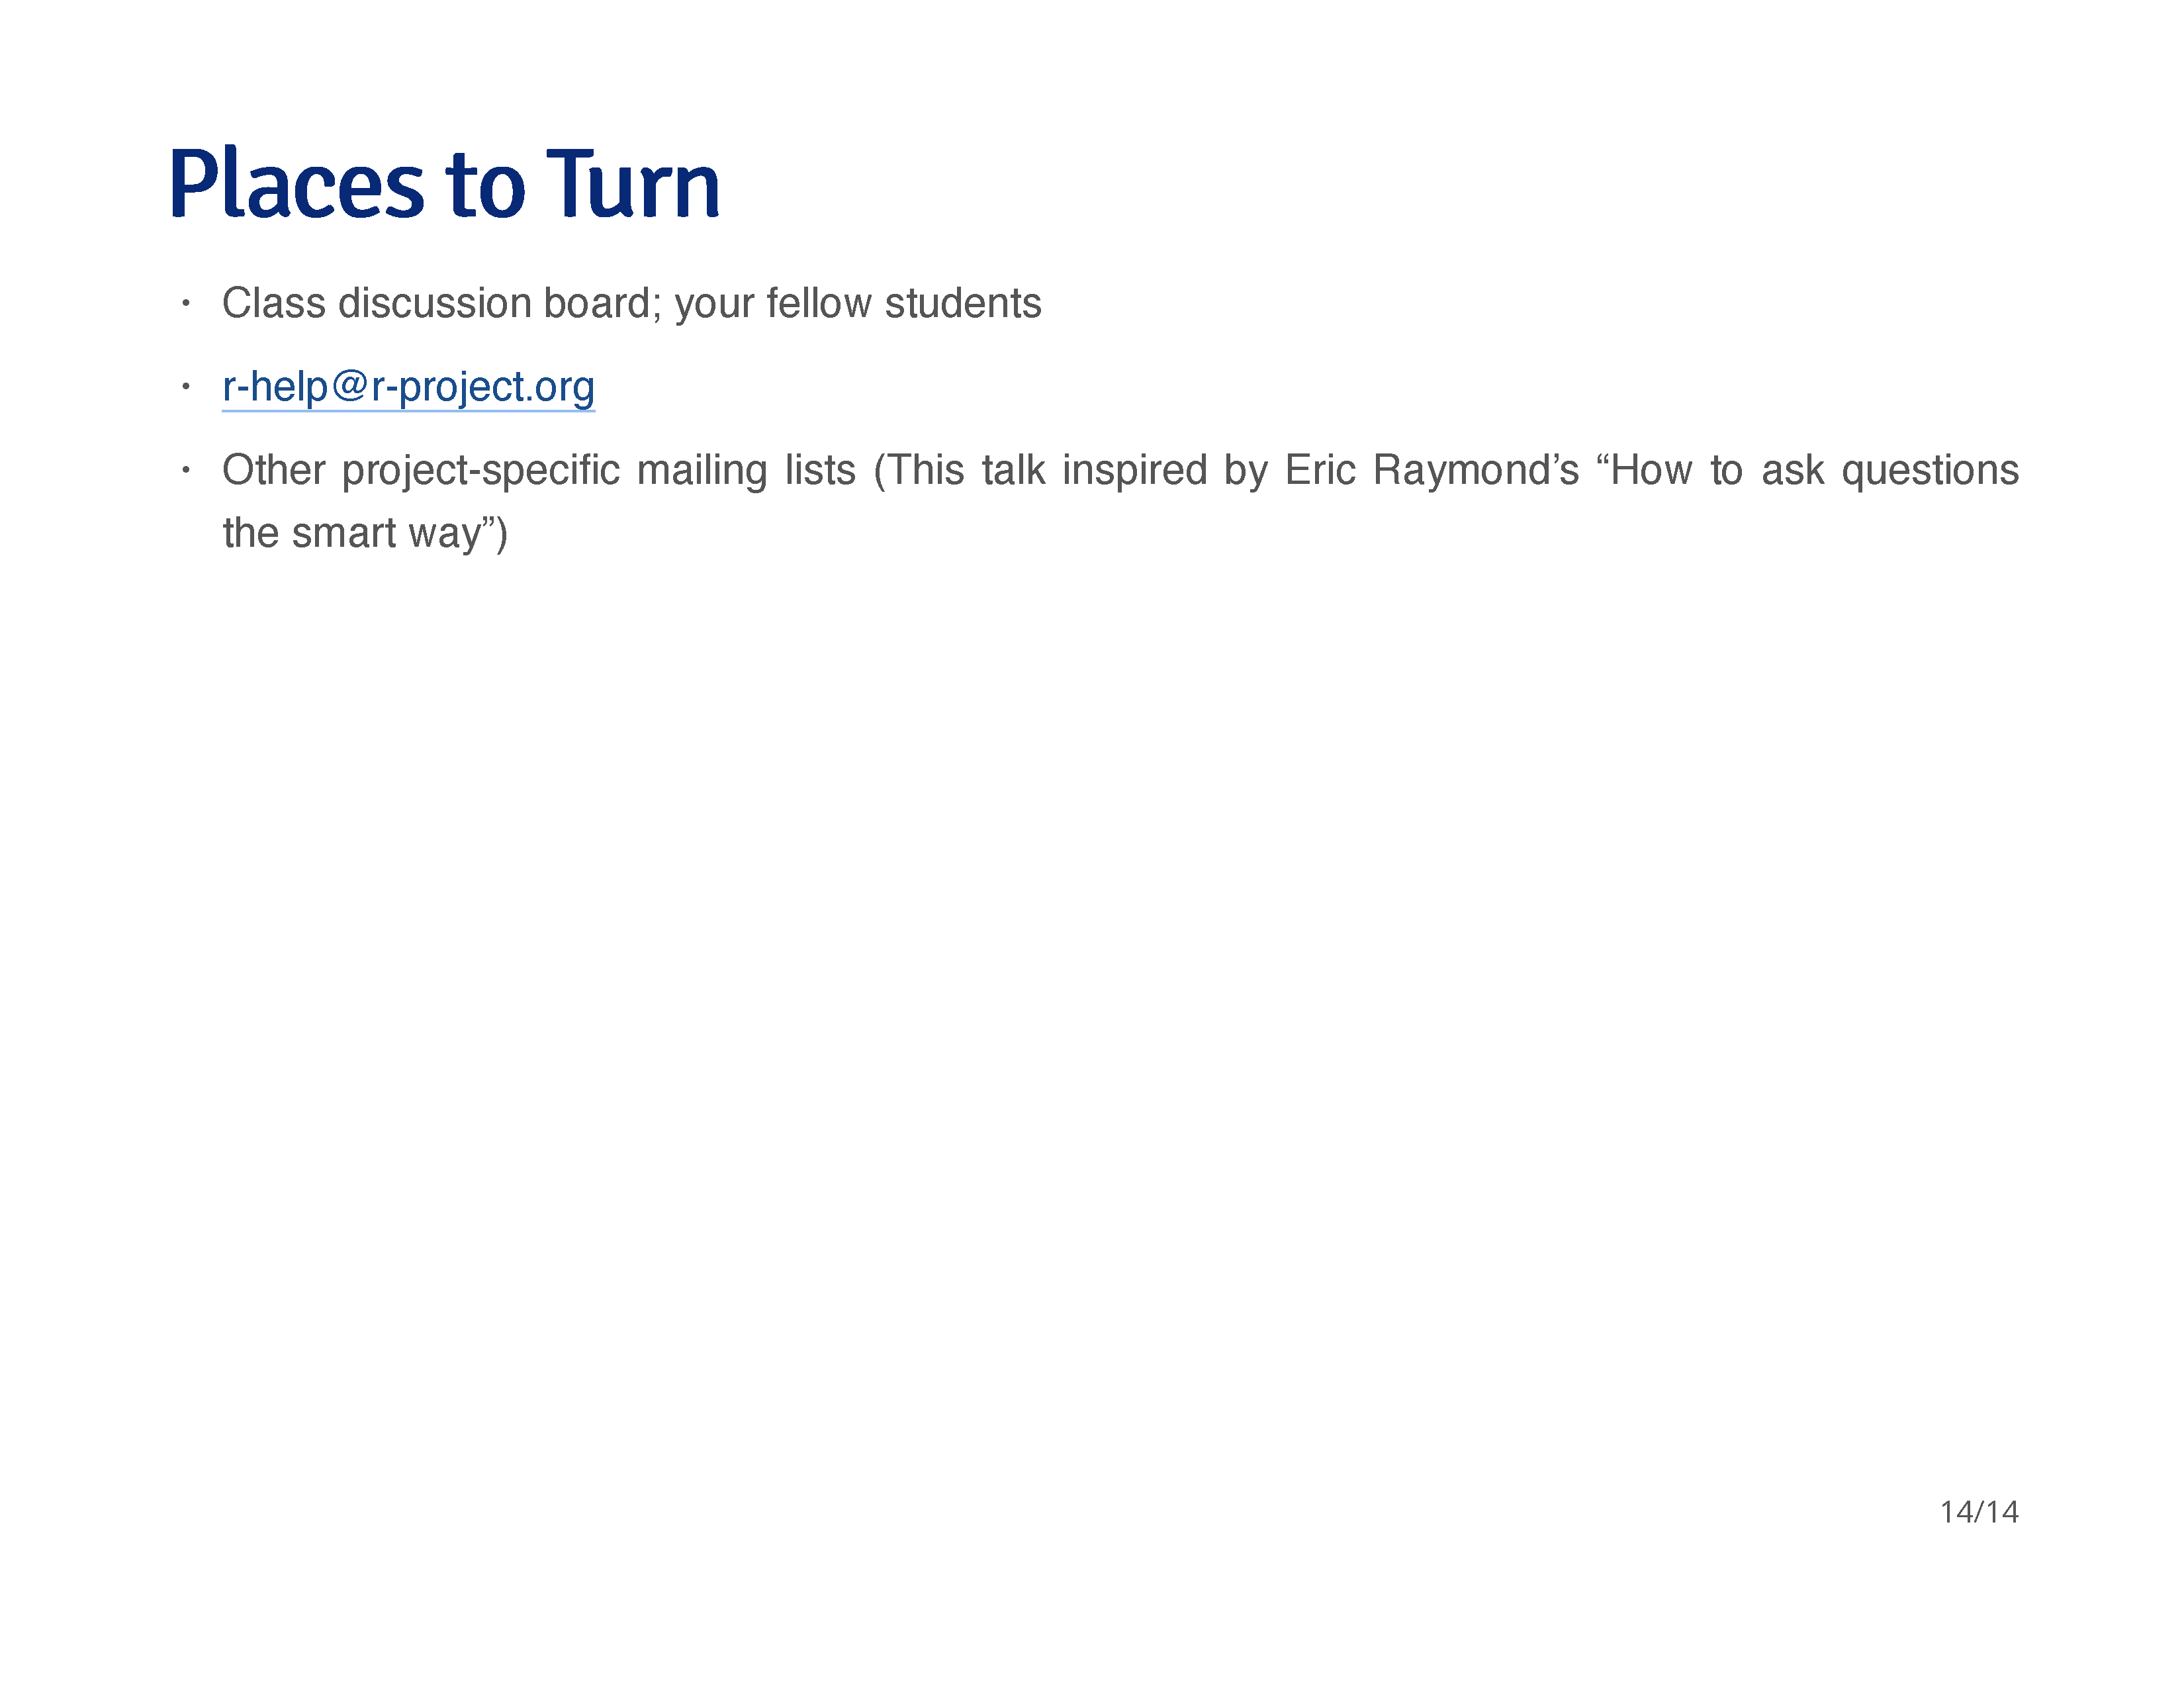 Places to Turn
• Class discussion board; your fellow students
• r-help@r-project.org
• Other project-specific mailing lists (This talk inspired by Eric Raymond’s “How to ask questions
the smart way”)
14/14